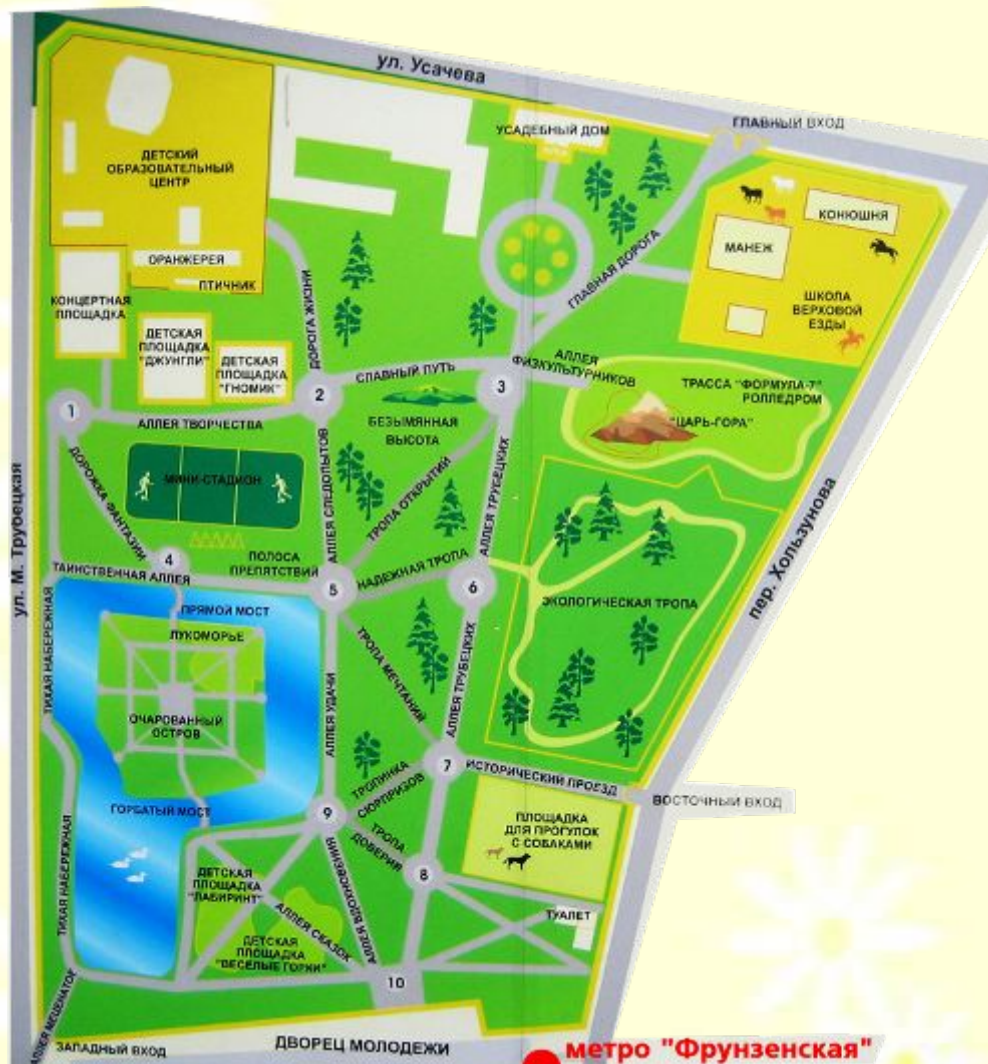 ул. Усачева
УСАДЕБНЫЙ ДОМ
ГЛАВНЫЙ ВХОД
ДЕТСКИЙ
ОБРАЗОВАТЕЛЬНЫЙ
ЦЕНТР
КОНЮШНЯ
МАНЕЖ
ОРАНЖЕРЕЯ
ПТИЧНИК
ГЛАВНАЯ ДОРОГА
ШКОЛА
ВЕРХОВОЙ
ЕЗДЫ
КОНЦЕРТНАЯ
ПЛОЩАДКА
ДЕТСКАЯ
ПЛОЩАДКА
"ДЖУНГЛИ"
ДЕТСКАЯ
ПЛОЩАДКА
"ГНОМИК"
ДОРОГА ЖИЗНИ
СЛАВНЫЙ ПУТЬ
АЛЛЕЯ
ФИЗКУЛЬТУРНИКОВ
ТРАССА "ФОРМУЛА-7"
РОЛЛЕДРОМ
"ЦАРЬ-ГОРА"
1
2
3
АЛЛЕЯ ТВОРЧЕСТВА
БЕЗЫМЯННАЯ
ВЫСОТА
ул. М. Трубецкая
ДОРОЖКА ФАНТАЗИИ
МИНИ-СТАДИОН
АЛЛЕЯ СЛЕДОПЫТОВ
ТРОПА ОТКРЫТИЙ
АЛЛЕЯ ТРУБЕЦКИХ
пер. Хользунова
4
ПОЛОСА
ПРЕПЯТСТВИЙ
ТАИНСТВЕННАЯ АЛЛЕЯ
5
НАДЕЖНАЯ ТРОПА
6
ЭКОЛОГИЧЕСКАЯ ТРОПА
ПРЯМОЙ МОСТ
ЛУКОМОРЬЕ
ТИХАЯ НАБЕРЕЖНАЯ
ОЧАРОВАННЫЙ
ОСТРОВ
АЛЛЕЯ УДАЧИ
ТРОПА МЕЧТАНИЙ
АЛЛЕЯ ТРУБЕЦКИХ
7
ИСТОРИЧЕСКИЙ ПРОЕЗД
ВОСТОЧНЫЙ ВХОД
ГОРБАТЫЙ МОСТ
9
ТРОПИНКА
СЮРПРИЗОВ
ТРОПА
ДОВЕРИЯ
ПЛОЩАДКА
ДЛЯ ПРОГУЛОК
С СОБАКАМИ
8
ТИХАЯ НАБЕРЕЖНАЯ
ДЕТСКАЯ
ПЛОЩАДКА
"ЛАБИРИНТ"
АЛЛЕЯ СКАЗОК
АЛЛЕЯ ВДОХНОВЕНИЯ
ТУАЛЕТ
ДЕТСКАЯ
ПЛОЩАДКА
"ВЕСЕЛЫЕ ГОРКИ"
10
АЛЛЕЯ МЕЦЕНАТОВ
ЗАПАДНЫЙ ВХОД
ДВОРЕЦ МОЛОДЕЖИ
метро "Фрунзенская"